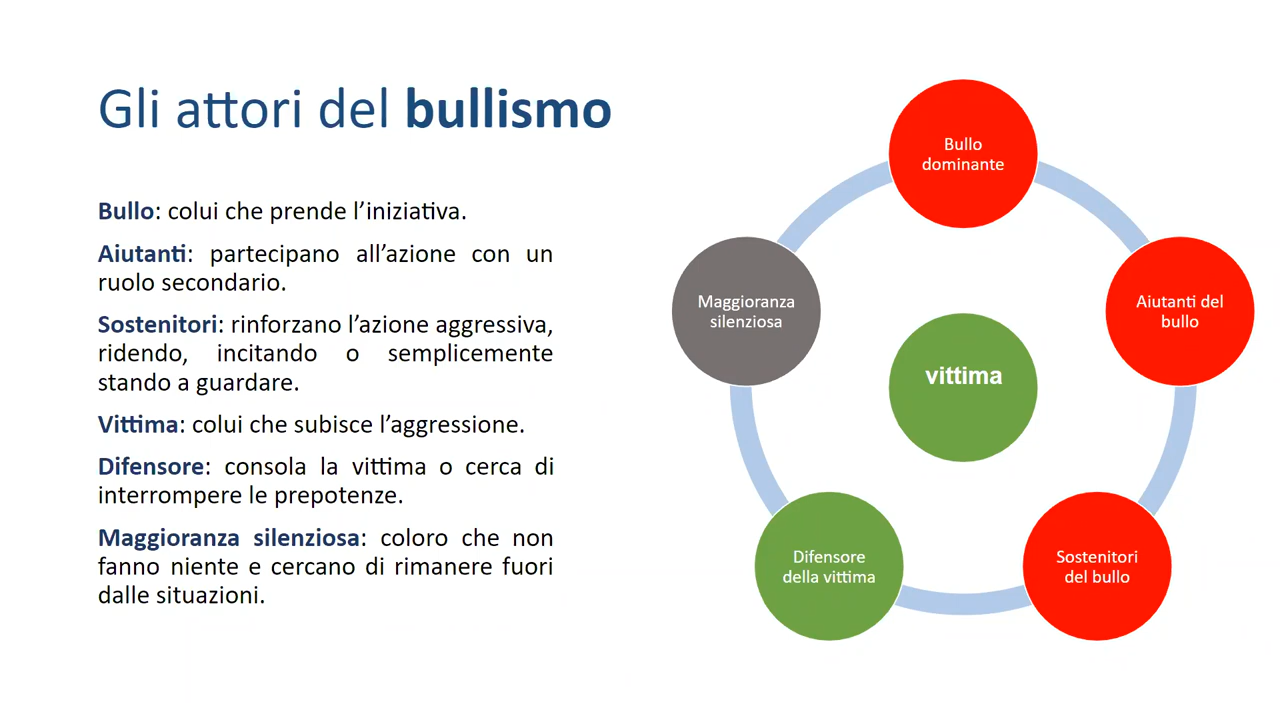 Gli attori del bullismo
Bullo: colui che prende l’iniziativa.
Aiutanti: partecipano all’azione con un
ruolo secondario.
Sostenitori: rinforzano l’azione aggressiva,
ridendo, incitando o semplicemente
stando a guardare.
Vittima: colui che subisce l’aggressione.
Difensore: consola la vittima o cerca di
interrompere le prepotenze.
Maggioranza silenziosa: coloro che non
fanno niente e cercano di rimanere fuori
dalle situazioni.
Bullo
dominante
Aiutanti del
bullo
Sostenitori
del bullo
Difensore
della vittima
Maggioranza
silenziosa
vittima